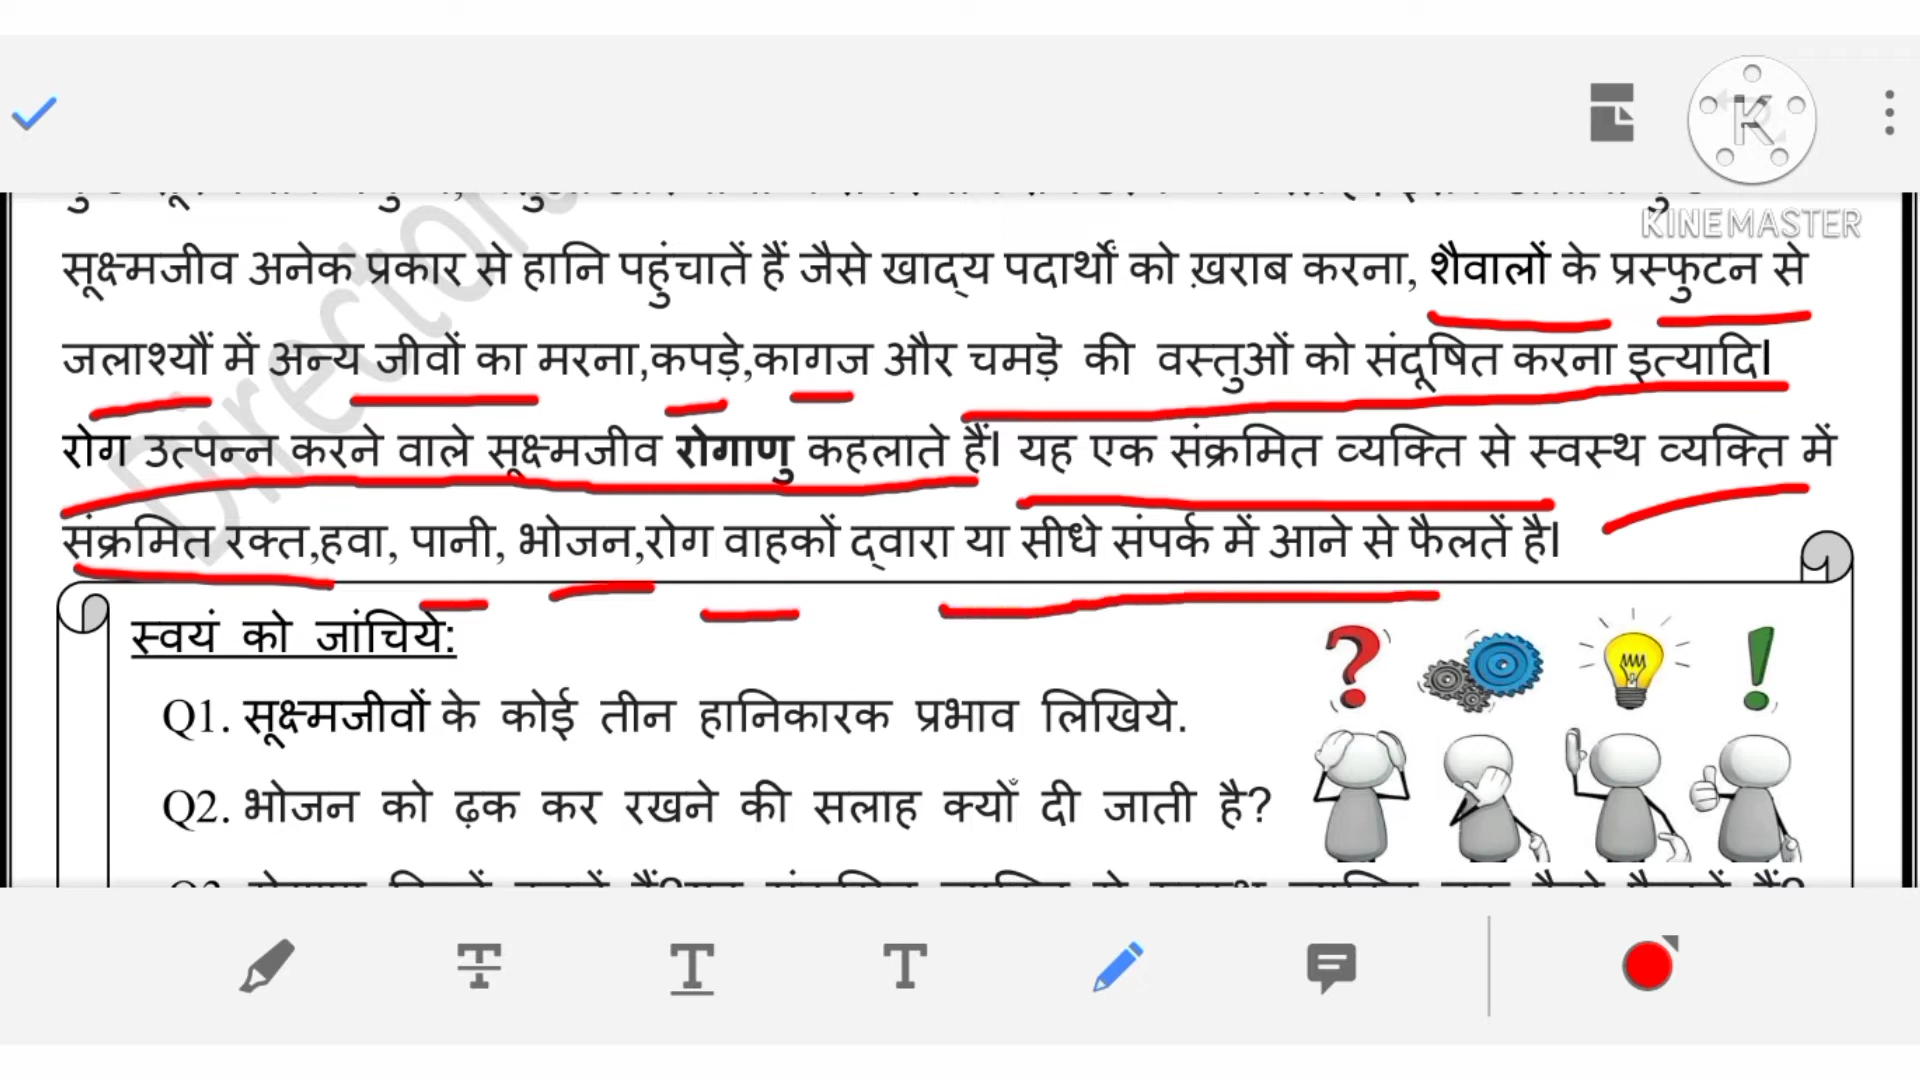 KINEMASTER
सूक्ष्मजीव अनेक प्रकार से हानि पहुंचातें हैं जैसे खाद्य पदार्थों को ख़राब करना, शैवालों के प्रस्फुटन से
जलाश्यौं में अन्य जीवों का मरना,कपड़े,कागज और चमड़े की वस्तुओं को संदूषित करना इत्यादि।
रोग उत्पन्न करने वाले सूक्ष्मजीव रोगाणु कहलाते हैं। यह एक संक्रमित व्यक्ति से स्वस्थ व्यक्ति में
संक्रमित रक्त,हवा, पानी, भोजन,रोग वाहकों द्वारा या सीधे संपर्क में आने से फैलतें है।
स्वयं को जांचिये:
Q1. सूक्ष्मजीवों के कोई तीन हानिकारक प्रभाव लिखिये.
Q2. भोजन को ढ़क कर रखने की सलाह क्यों दी जाती है?